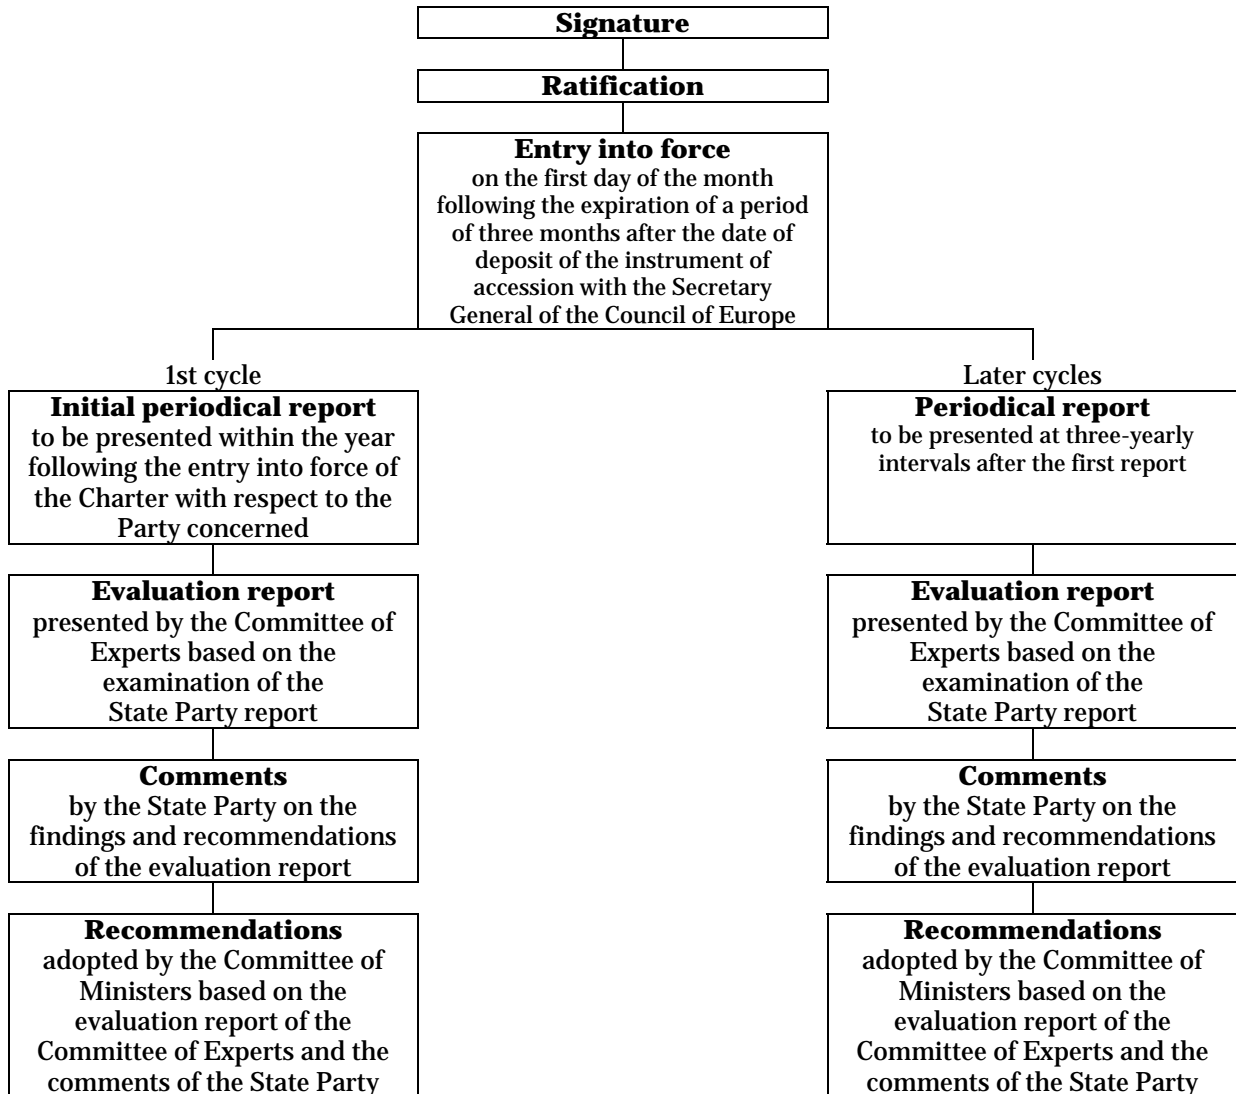 Signature
Ratification
Entry into force
on the first day of the month
following the expiration of a period
of three months after the date of
deposit of the instrument of
accession with the Secretary
General of the Council of Europe
1st cycle
Initial periodical report
to be presented within the year
following the entry into force of
the Charter with respect to the
Party concerned
Evaluation report
presented by the Committee of
Experts based on the
examination of the
State Party report
Comments
by the State Party on the
findings and recommendations
of the evaluation report
Recommendations
adopted by the Committee of
Ministers based on the
evaluation report of the
Committee of Experts and the
comments of the State Party
Later cycles
Periodical report
to be presented at three-yearly
intervals after the first report
Evaluation report
presented by the Committee of
Experts based on the
examination of the
State Party report
Comments
by the State Party on the
findings and recommendations
of the evaluation report
Recommendations
adopted by the Committee of
Ministers based on the
evaluation report of the
Committee of Experts and the
comments of the State Party